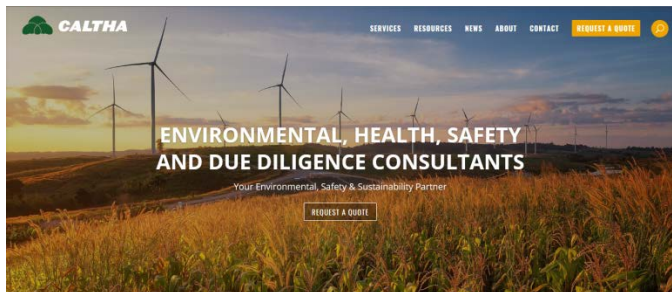 CALTHA
SERVICES RESOURCES NEWS ABOUT CONTACT REQUEST A QUOTE
ENVIRONMENTAL, HEALTH, SAFETY
AND DUE DILIGENCE CONSULTANTS
Your Environmental, Safety & Sustainability Partner
REQUEST A QUOTE